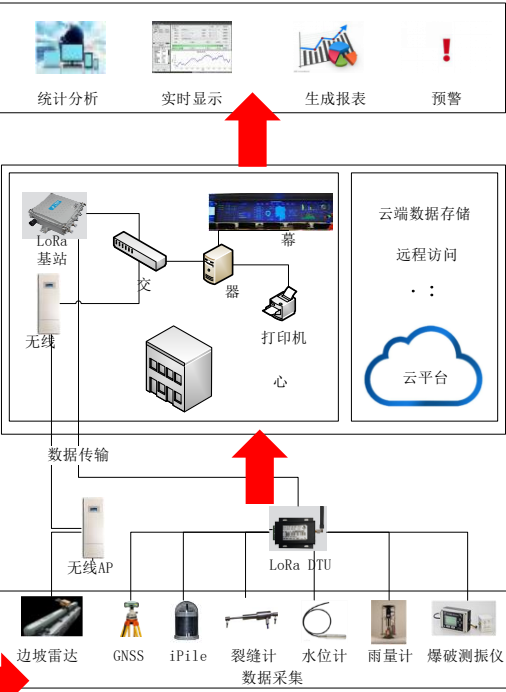 统计分析
实时显示
生成报表
预警
LoRa
基站
幕
交
器
无线
打印机
心
云端数据存储
远程访问
云平台
数据传输
无线AP
LoRa DTU
边坡雷达
GNSS
iPile
裂缝计
水位计
雨量计
爆破测振仪
数据采集